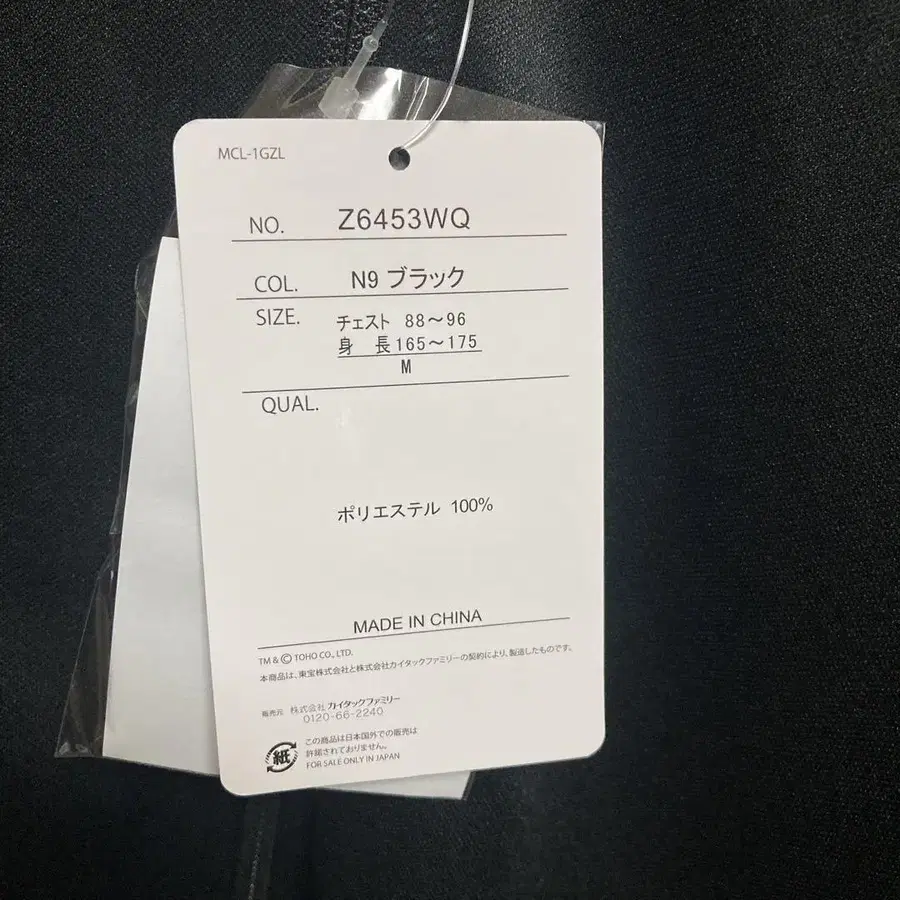 MCL-1GZL
NO. Z6453WQ
COL. N9 ブラック
SIZE. チェスト 88～96
身 長165～175
M
QUAL.
ポリエステル 100%
MADE IN CHINA
TM & © TOHO CO., LTD.
本商品は、東宝株式会社と株式会社カイタックファミリーの契約により、製造したものです。
販売元 株式会社 カイタックファミリー
0120-66-2240
紙
この商品は日本国外での販売は
許諾されておりません。
FOR SALE ONLY IN JAPAN